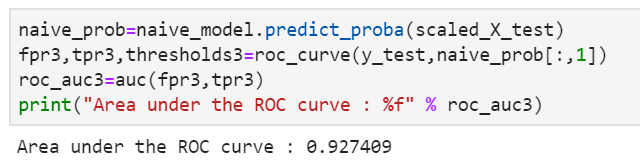 naive_prob=naive_model.predict_proba(scaled_X_test)
fpr3,tpr3,thresholds3=roc_curve(y_test,naive_prob[:,1])
roc_auc3=auc(fpr3,tpr3)
print("Area under the ROC curve : %f" % roc_auc3)
Area under the ROC curve : 0.927409